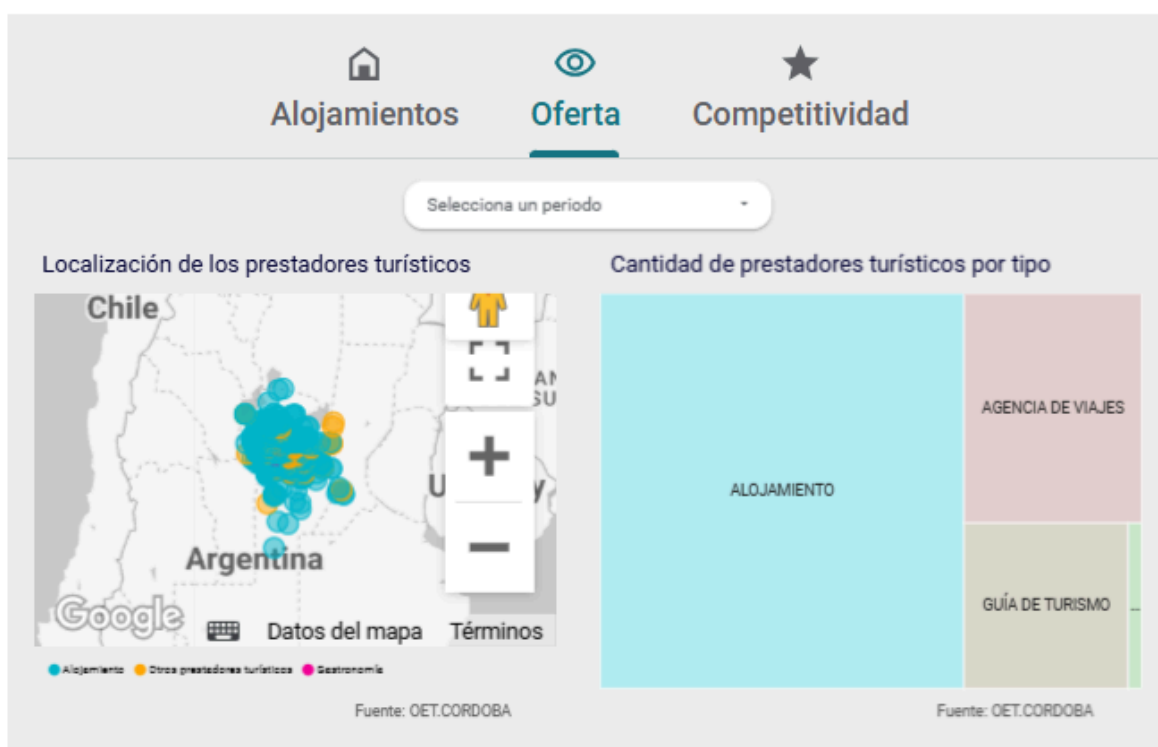 Alojamientos
Oferta
Competitividad
Selecciona un periodo
Localización de los prestadores turísticos
Chile
Argentina
Google
Datos del mapa
Términos
Alojamiento
Otros prestadores turísticos
Gastronomía
Fuente: OET.CORDOBA
Cantidad de prestadores turísticos por tipo
ALOJAMIENTO
AGENCIA DE VIAJES
GUÍA DE TURISMO
...
Fuente: OET.CORDOBA